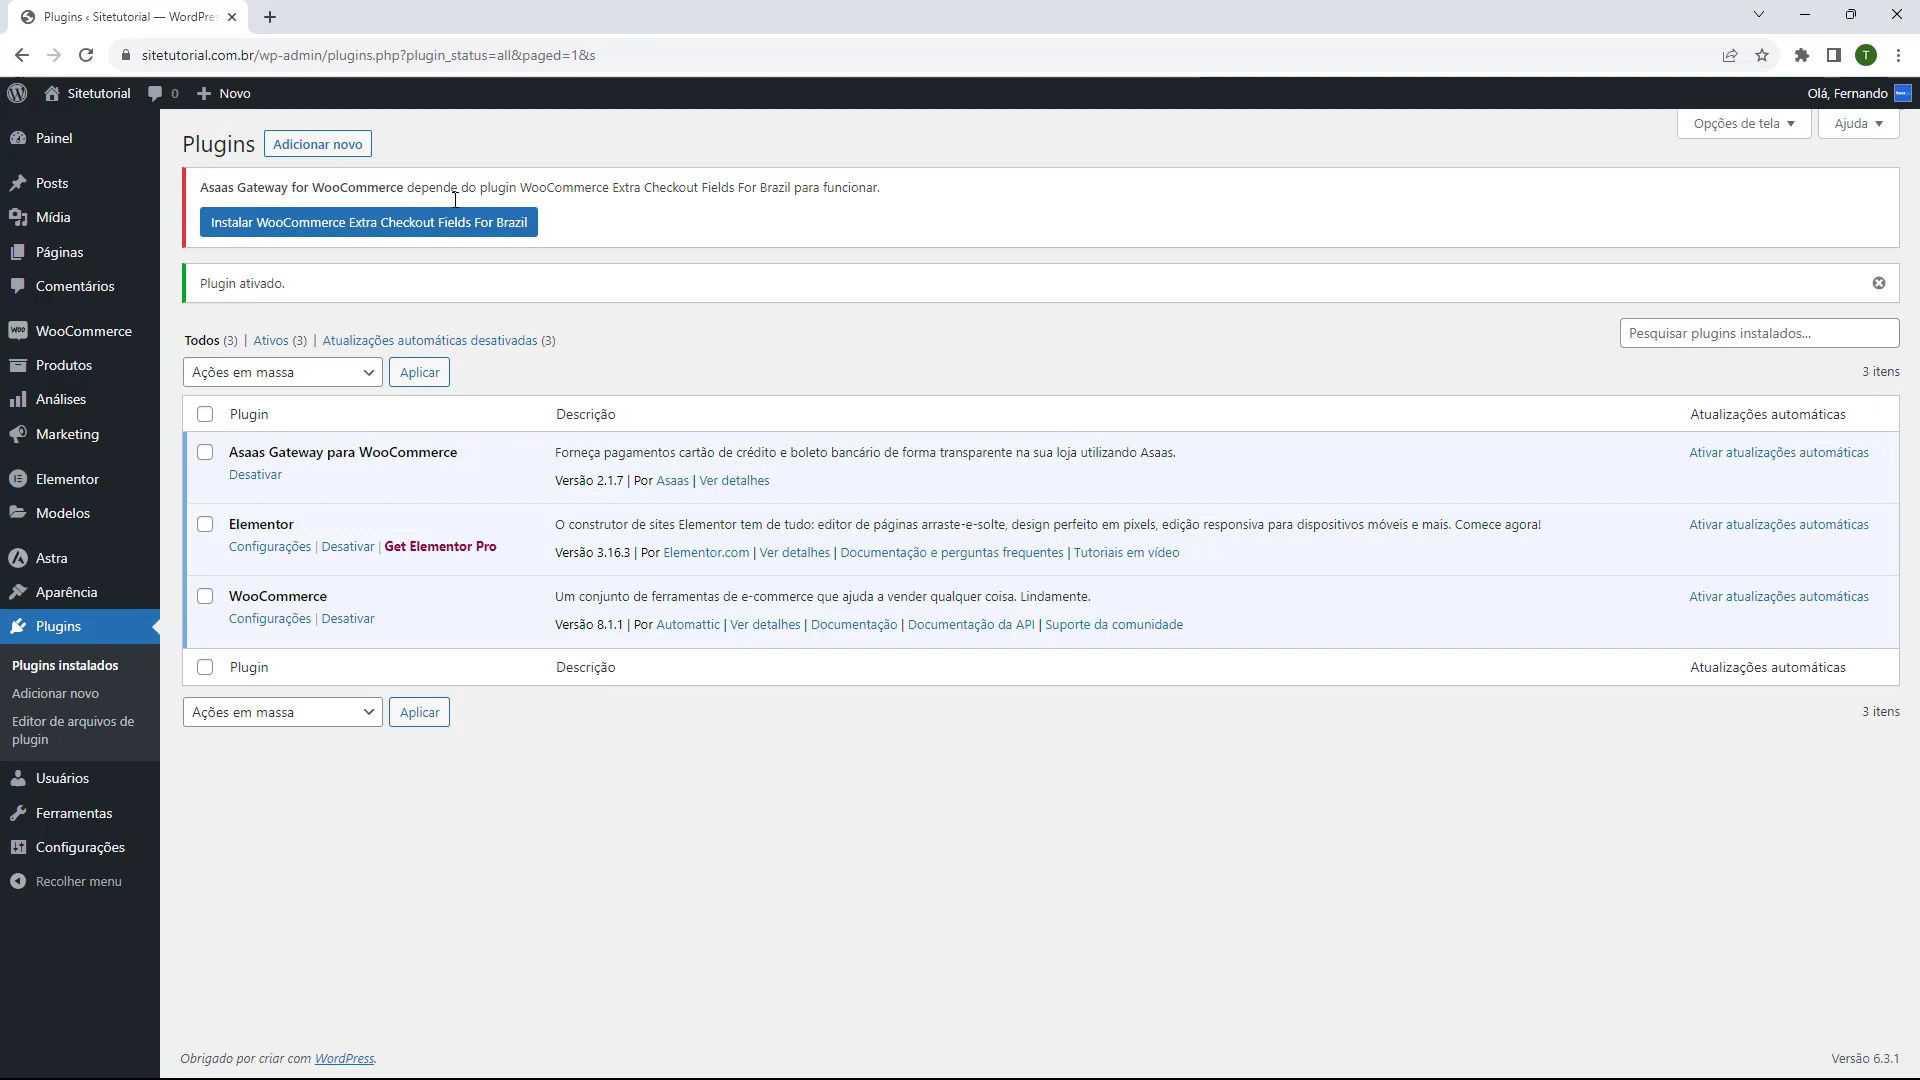 Plugins ‹ Sitetutorial — WordPre
sitetutorial.com.br/wp-admin/plugins.php?plugin_status=all&paged=1&s
T
Sitetutorial
0
Novo
Olá, Fernando
Painel
Posts
Mídia
Páginas
Comentários
WooCommerce
Produtos
Análises
Marketing
Elementor
Modelos
Astra
Aparência
Plugins
Plugins instalados
Adicionar novo
Editor de arquivos de
plugin
Usuários
Ferramentas
Configurações
Recolher menu
Opções de tela
Ajuda
Plugins
Adicionar novo
Asaas Gateway for WooCommerce depende do plugin WooCommerce Extra Checkout Fields For Brazil para funcionar.
Instalar WooCommerce Extra Checkout Fields For Brazil
Plugin ativado.
Todos (3) | Ativos (3) | Atualizações automáticas desativadas (3)
Pesquisar plugins instalados...
Ações em massa
Aplicar
3 itens
Plugin
Descrição
Atualizações automáticas
Asaas Gateway para WooCommerce
Desativar
Forneça pagamentos cartão de crédito e boleto bancário de forma transparente na sua loja utilizando Asaas.
Versão 2.1.7 | Por Asaas | Ver detalhes
Ativar atualizações automáticas
Elementor
Configurações | Desativar | Get Elementor Pro
O construtor de sites Elementor tem de tudo: editor de páginas arraste-e-solte, design perfeito em pixels, edição responsiva para dispositivos móveis e mais. Comece agora!
Versão 3.16.3 | Por Elementor.com | Ver detalhes | Documentação e perguntas frequentes | Tutoriais em vídeo
Ativar atualizações automáticas
WooCommerce
Configurações | Desativar
Um conjunto de ferramentas de e-commerce que ajuda a vender qualquer coisa. Lindamente.
Versão 8.1.1 | Por Automattic | Ver detalhes | Documentação | Documentação da API | Suporte da comunidade
Ativar atualizações automáticas
Plugin
Descrição
Atualizações automáticas
Ações em massa
Aplicar
3 itens
Obrigado por criar com WordPress.
Versão 6.3.1